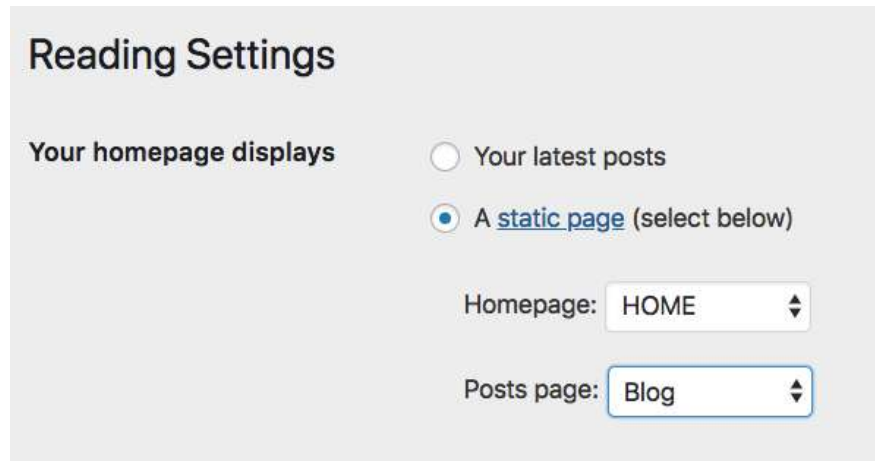 Reading Settings
Your homepage displays
Your latest posts
A static page (select below)
Homepage: HOME
Posts page: Blog